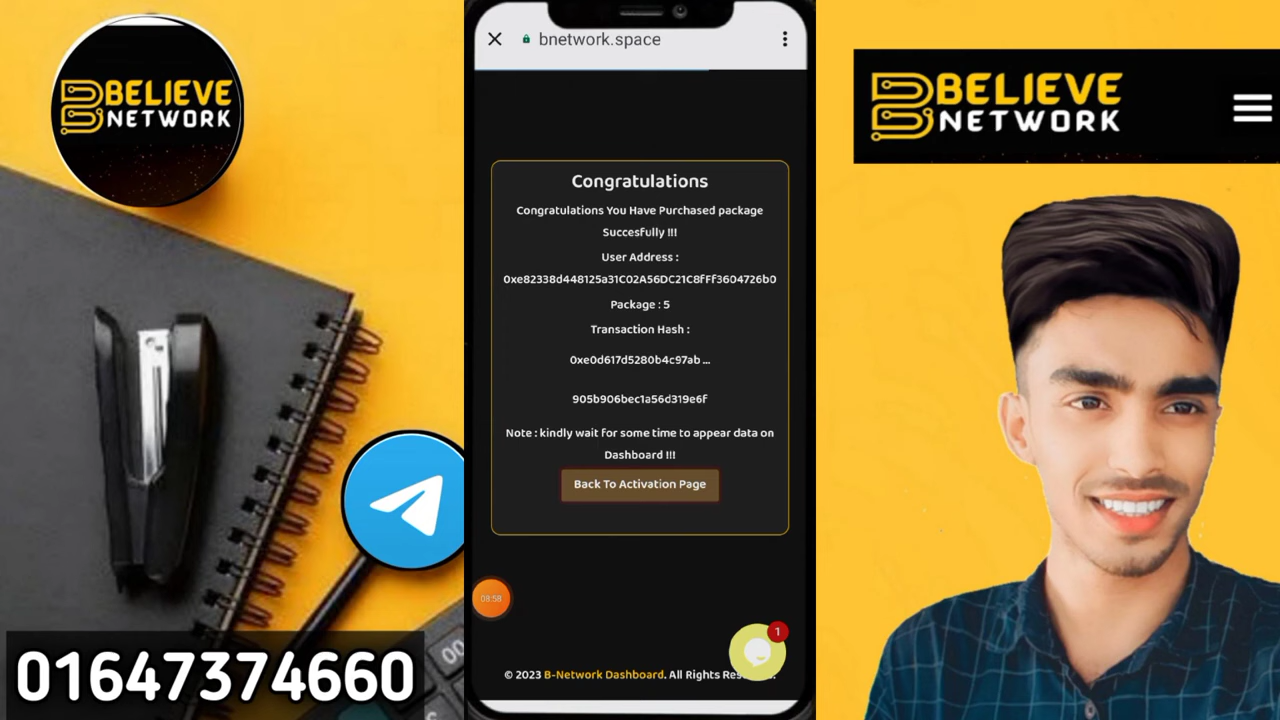 BELIEVE
NETWORK
01647374660
bnetwork.space
Congratulations
Congratulations You Have Purchased package
Succesfully !!!
User Address :
0xe82338d448125a31C02A56DC21C8fFf3604726b0
Package : 5
Transaction Hash :
0xe0d617d5280b4c97ab ...
905b906bec1a56d319e6f
Note : kindly wait for some time to appear data on
Dashboard !!!
Back To Activation Page
08:58
1
© 2023 B-Network Dashboard. All Rights
BELIEVE
NETWORK